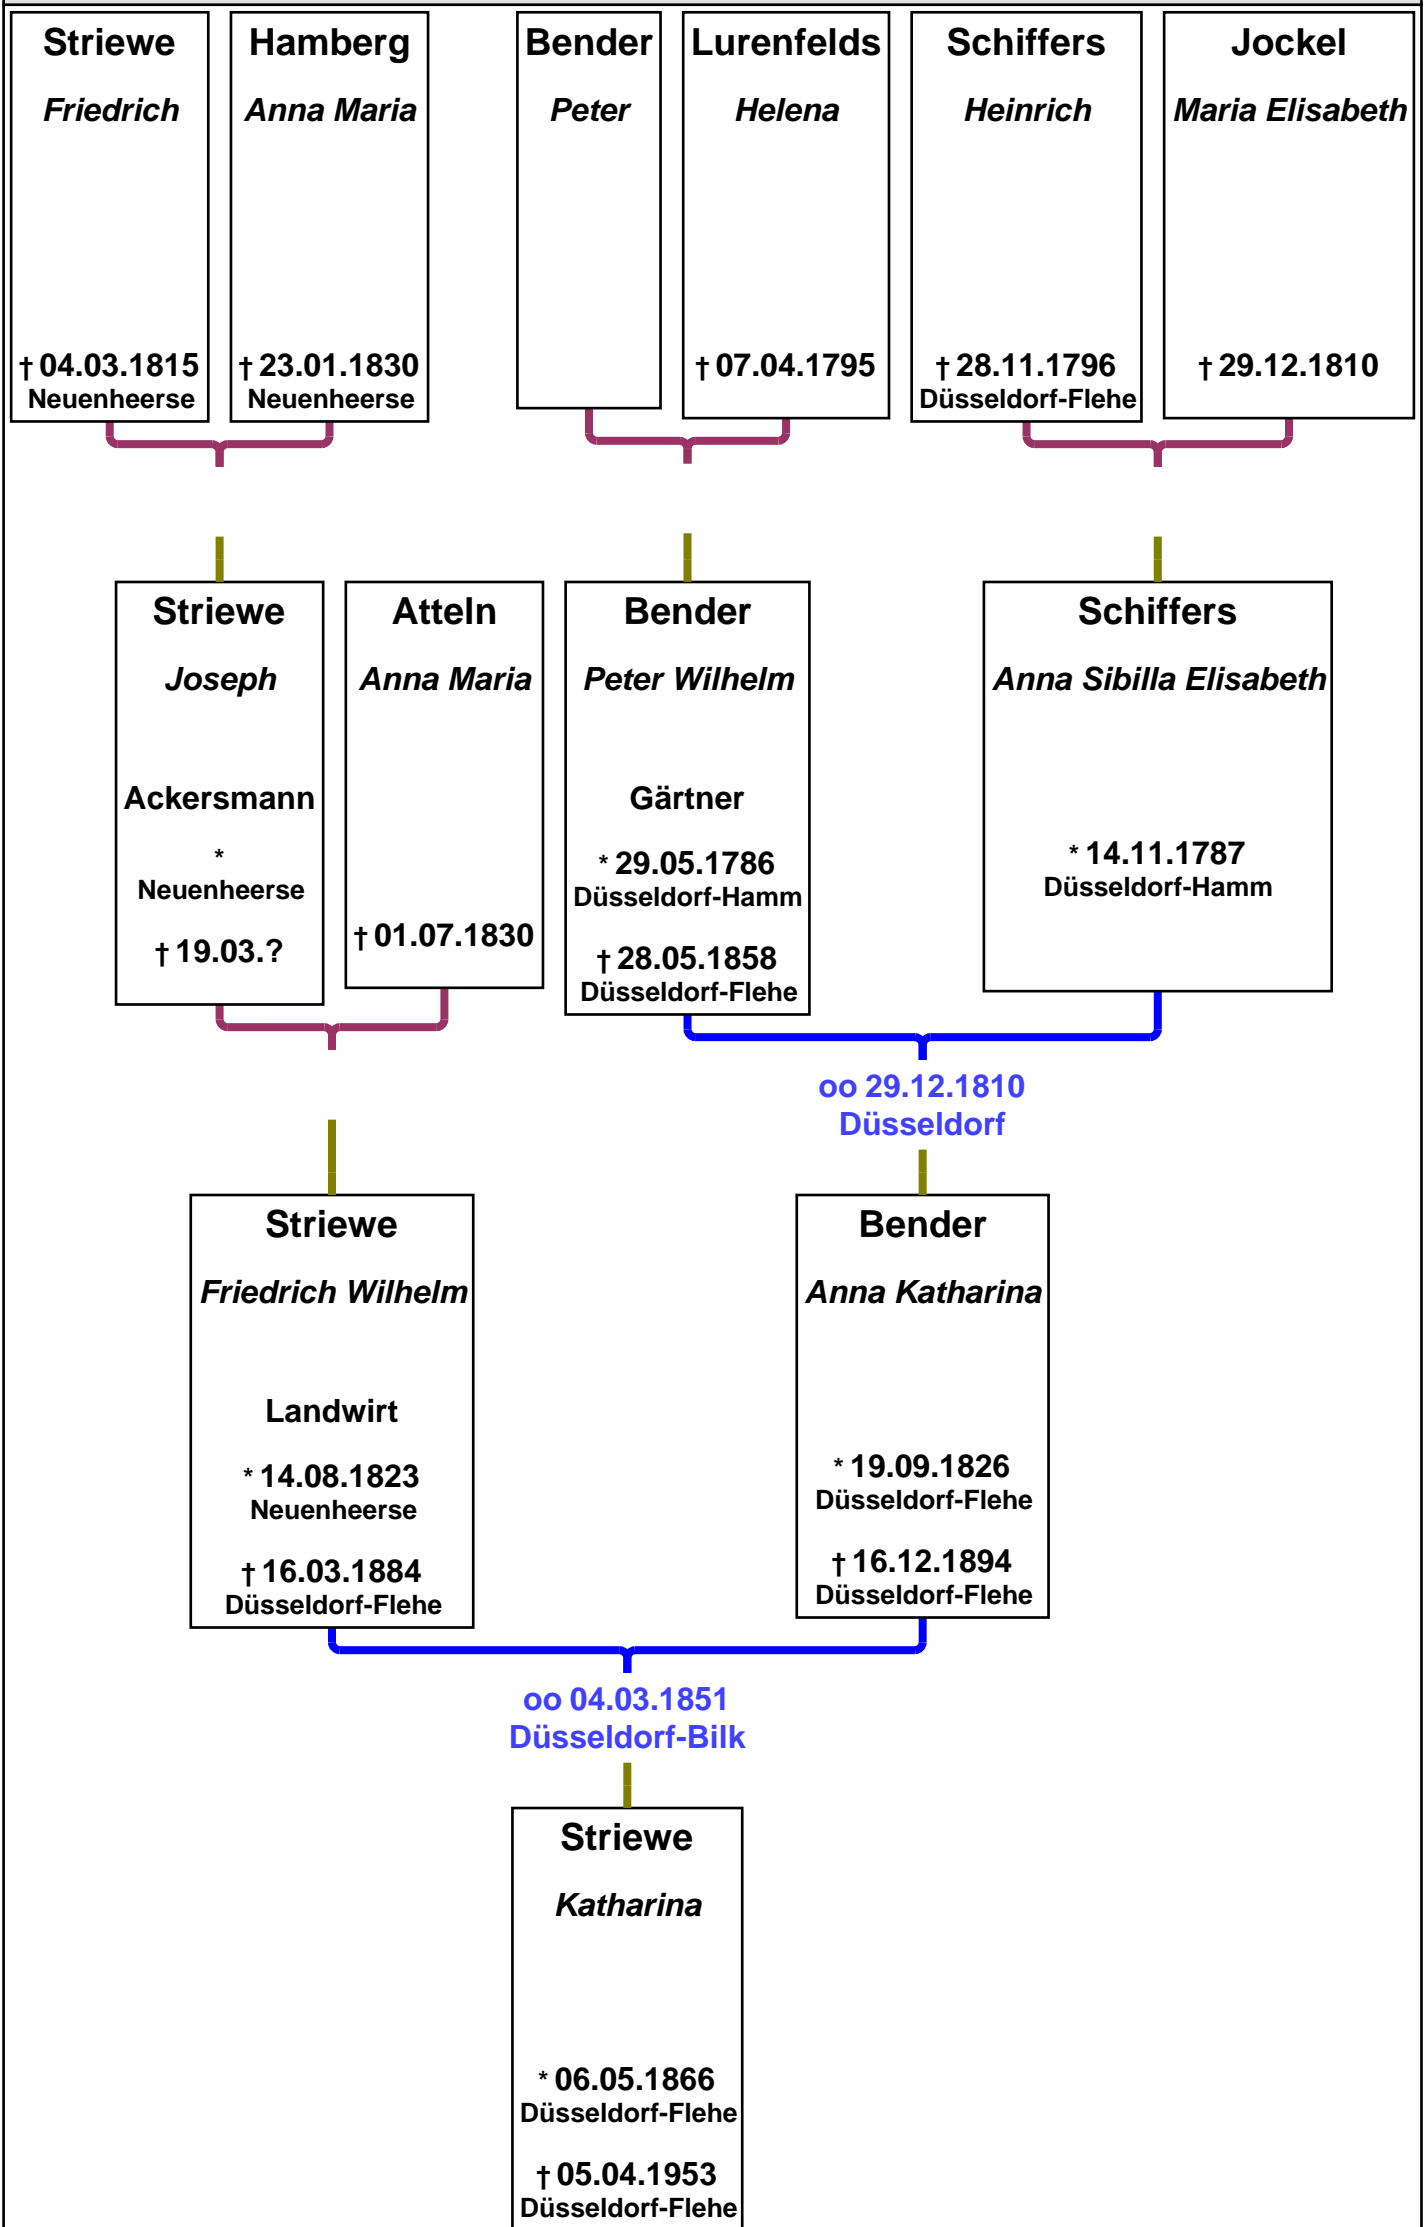 Striewe
Friedrich
† 04.03.1815
Neuenheerse
Hamberg
Anna Maria
† 23.01.1830
Neuenheerse
Bender
Peter
Lurenfelds
Helena
† 07.04.1795
Schiffers
Heinrich
† 28.11.1796
Düsseldorf-Flehe
Jockel
Maria Elisabeth
† 29.12.1810
Striewe
Joseph
Ackersmann
*
Neuenheerse
† 19.03.?
Atteln
Anna Maria
† 01.07.1830
Bender
Peter Wilhelm
Gärtner
* 29.05.1786
Düsseldorf-Hamm
† 28.05.1858
Düsseldorf-Flehe
Schiffers
Anna Sibilla Elisabeth
* 14.11.1787
Düsseldorf-Hamm
oo 29.12.1810
Düsseldorf
Striewe
Friedrich Wilhelm
Landwirt
* 14.08.1823
Neuenheerse
† 16.03.1884
Düsseldorf-Flehe
Bender
Anna Katharina
* 19.09.1826
Düsseldorf-Flehe
† 16.12.1894
Düsseldorf-Flehe
oo 04.03.1851
Düsseldorf-Bilk
Striewe
Katharina
* 06.05.1866
Düsseldorf-Flehe
† 05.04.1953
Düsseldorf-Flehe